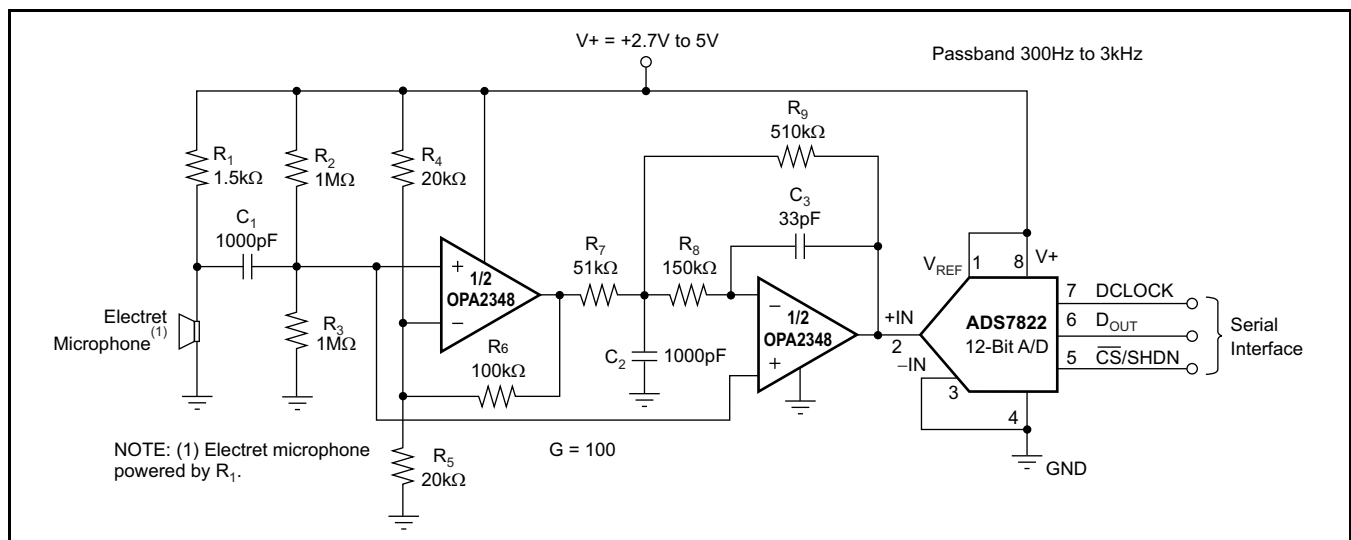 V+ = +2.7V to 5V
Passband 300Hz to 3kHz
R1
1.5kΩ
R2
1MΩ
R4
20kΩ
R9
510kΩ
C1
1000pF
C3
33pF
R7
51kΩ
R8
150kΩ
+
1/2
OPA2348
−
VREF
1
8
V+
7
DCLOCK
6
DOUT
5
CS/SHDN
Serial
Interface
ADS7822
12-Bit A/D
+IN
2
−IN
3
4
GND
−
1/2
OPA2348
+
Electret
Microphone(1)
R3
1MΩ
R6
100kΩ
C2
1000pF
G = 100
R5
20kΩ
NOTE: (1) Electret microphone
powered by R1.